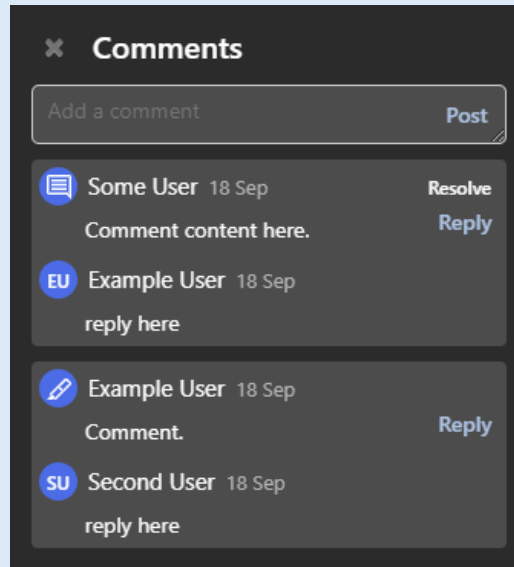 Comments
Add a comment
Post
Some User 18 Sep
Resolve
Comment content here.
Reply
EU Example User 18 Sep
reply here
Example User 18 Sep
Comment.
Reply
SU Second User 18 Sep
reply here